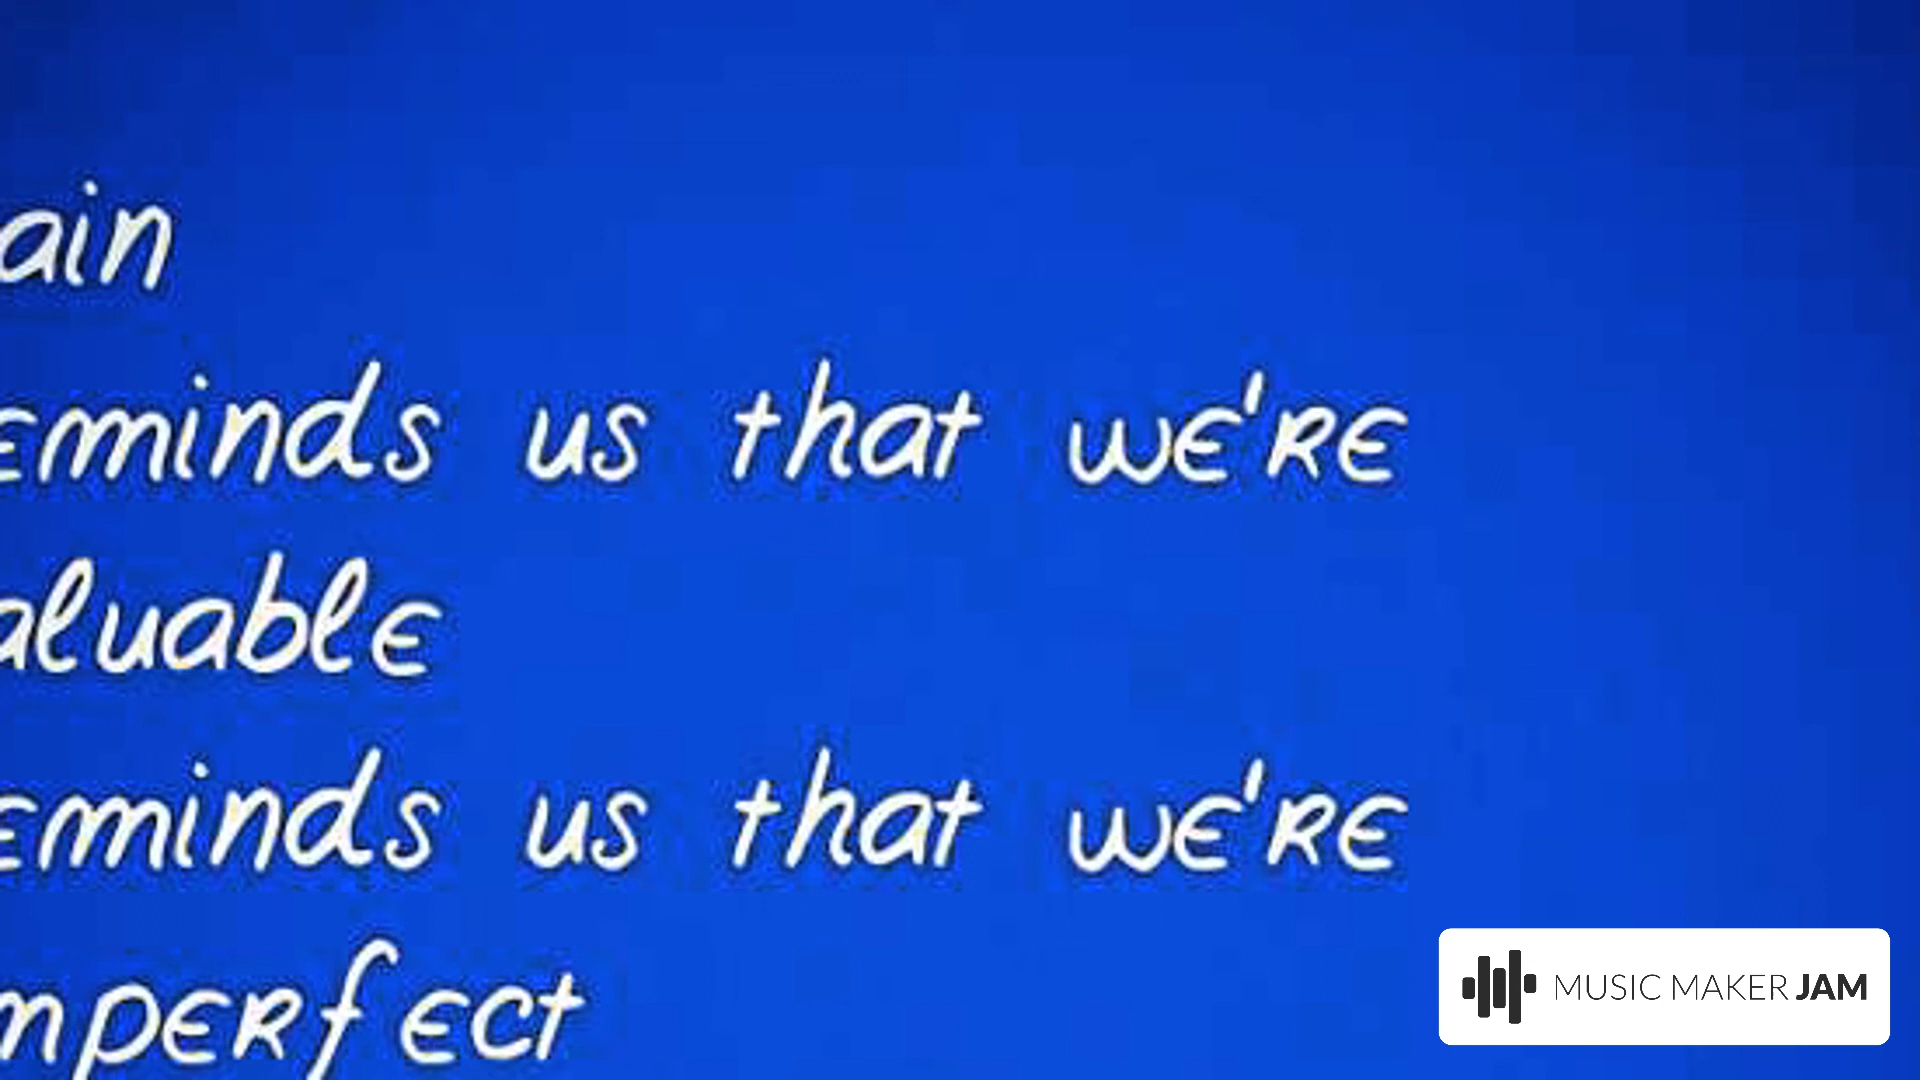 ain
eminds us that we're
aluable
eminds us that we're
mperfect
MUSIC MAKER JAM